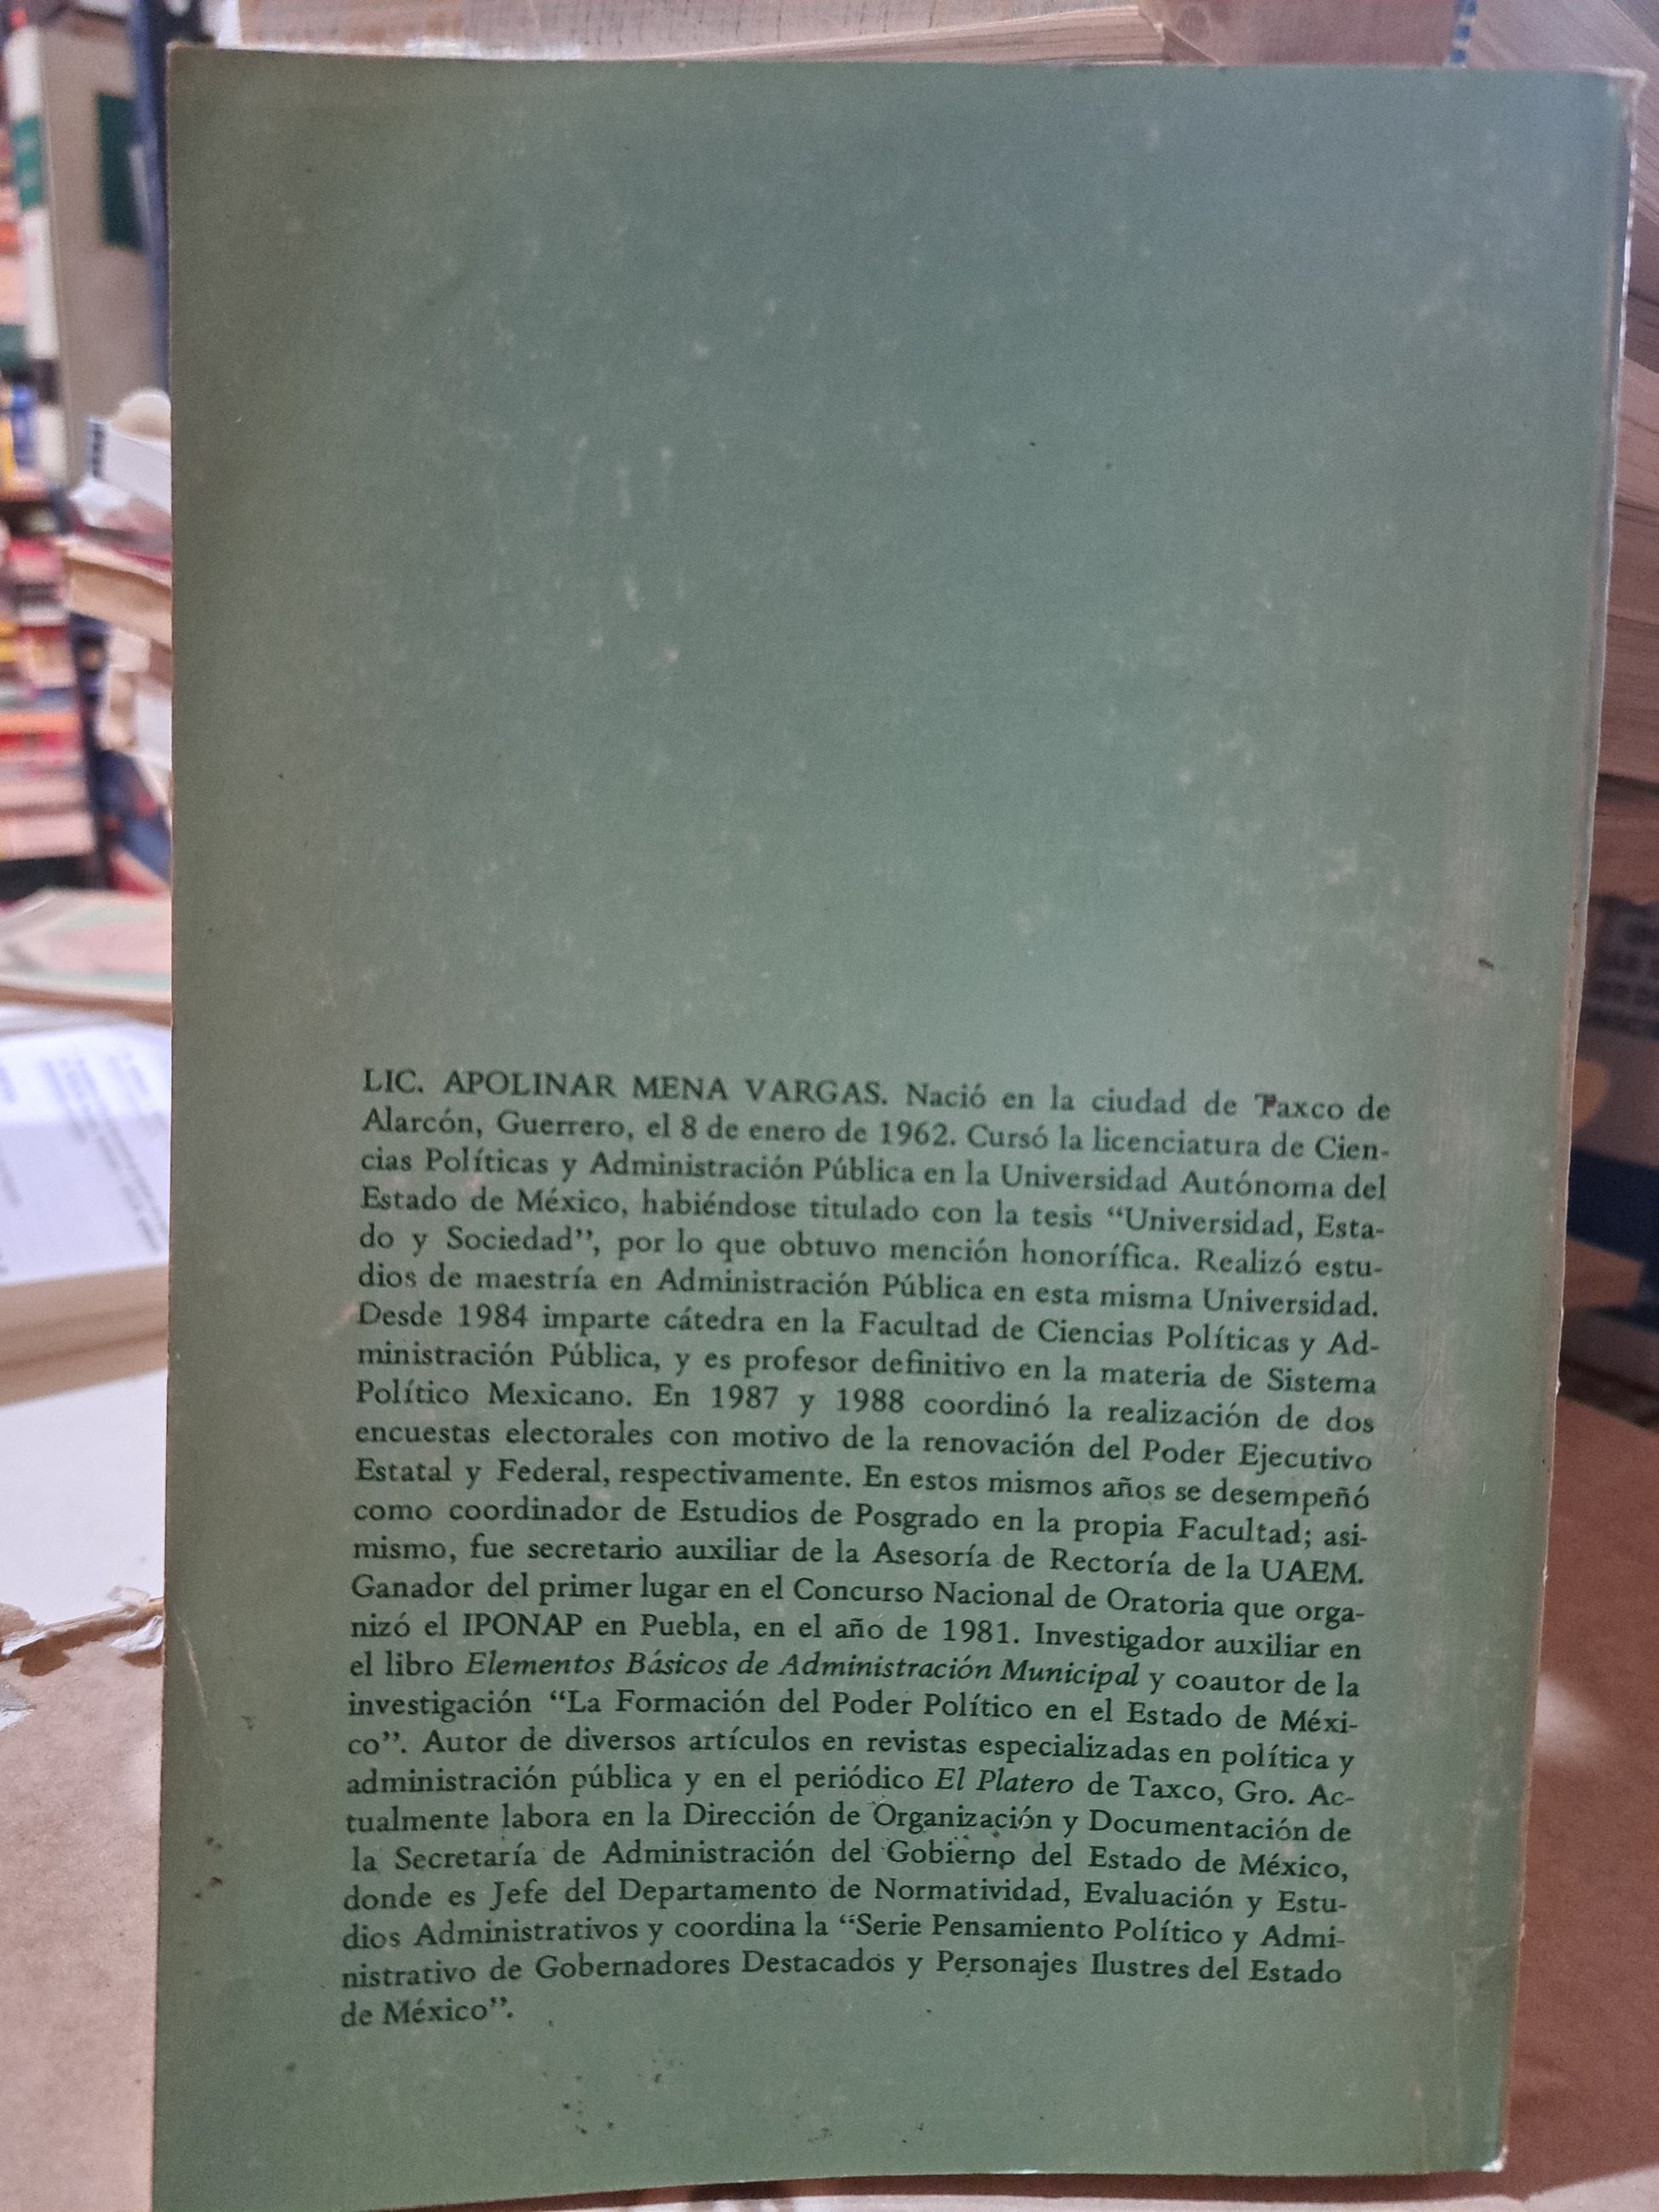 LIC. APOLINAR MENA VARGAS. Nació en la ciudad de Taxco de
Alarcón, Guerrero, el 8 de enero de 1962. Cursó la licenciatura de Cien-
cias Políticas y Administración Pública en la Universidad Autónoma del
Estado de México, habiéndose titulado con la tesis “Universidad, Esta-
do y Sociedad”, por lo que obtuvo mención honorífica. Realizó estu-
dios de maestría en Administración Pública en esta misma Universidad.
Desde 1984 imparte cátedra en la Facultad de Ciencias Políticas y Ad-
ministración Pública, y es profesor definitivo en la materia de Sistema
Político Mexicano. En 1987 y 1988 coordinó la realización de dos
encuestas electorales con motivo de la renovación del Poder Ejecutivo
Estatal y Federal, respectivamente. En estos mismos años se desempeñó
como coordinador de Estudios de Posgrado en la propia Facultad; asi-
mismo, fue secretario auxiliar de la Asesoría de Rectoría de la UAEM.
Ganador del primer lugar en el Concurso Nacional de Oratoria que orga-
nizó el IPONAP en Puebla, en el año de 1981. Investigador auxiliar en
el libro Elementos Básicos de Administración Municipal y coautor de la
investigación “La Formación del Poder Político en el Estado de Méxi-
co”. Autor de diversos artículos en revistas especializadas en política y
administración pública y en el periódico El Platero de Taxco, Gro. Ac-
tualmente labora en la Dirección de Organización y Documentación de
la Secretaría de Administración del Gobierno del Estado de México,
donde es Jefe del Departamento de Normatividad, Evaluación y Estu-
dios Administrativos y coordina la “Serie Pensamiento Político y Admi-
nistrativo de Gobernadores Destacados y Personajes Ilustres del Estado
de México”.